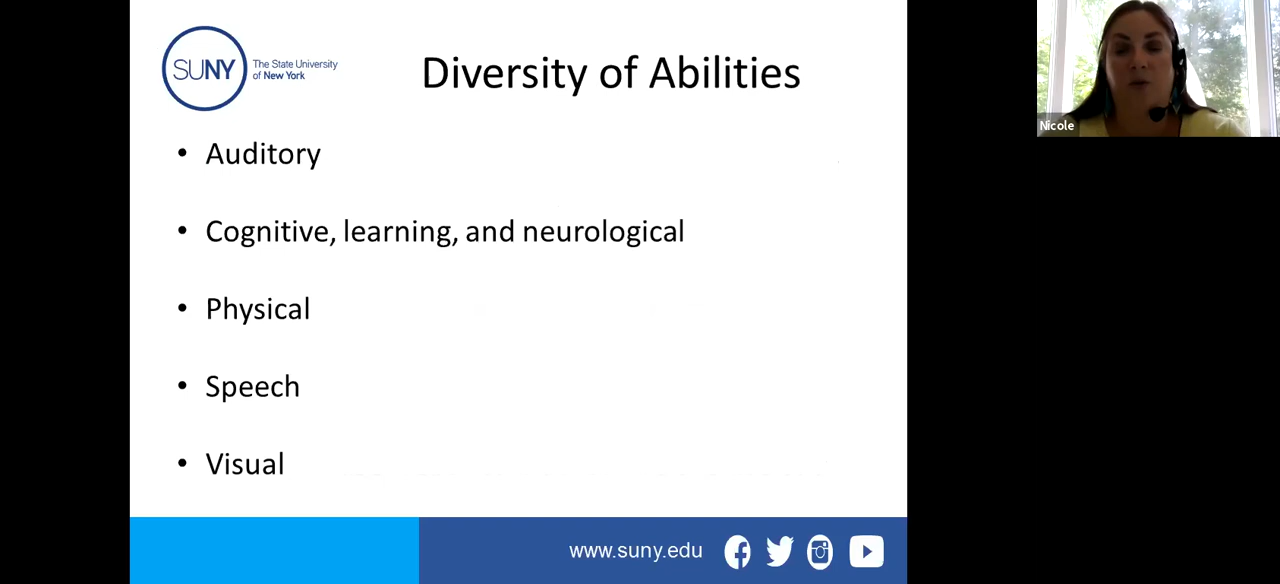 SUNY
The State University
of New York
Diversity of Abilities
• Auditory
• Cognitive, learning, and neurological
• Physical
• Speech
• Visual
www.suny.edu
Nicole